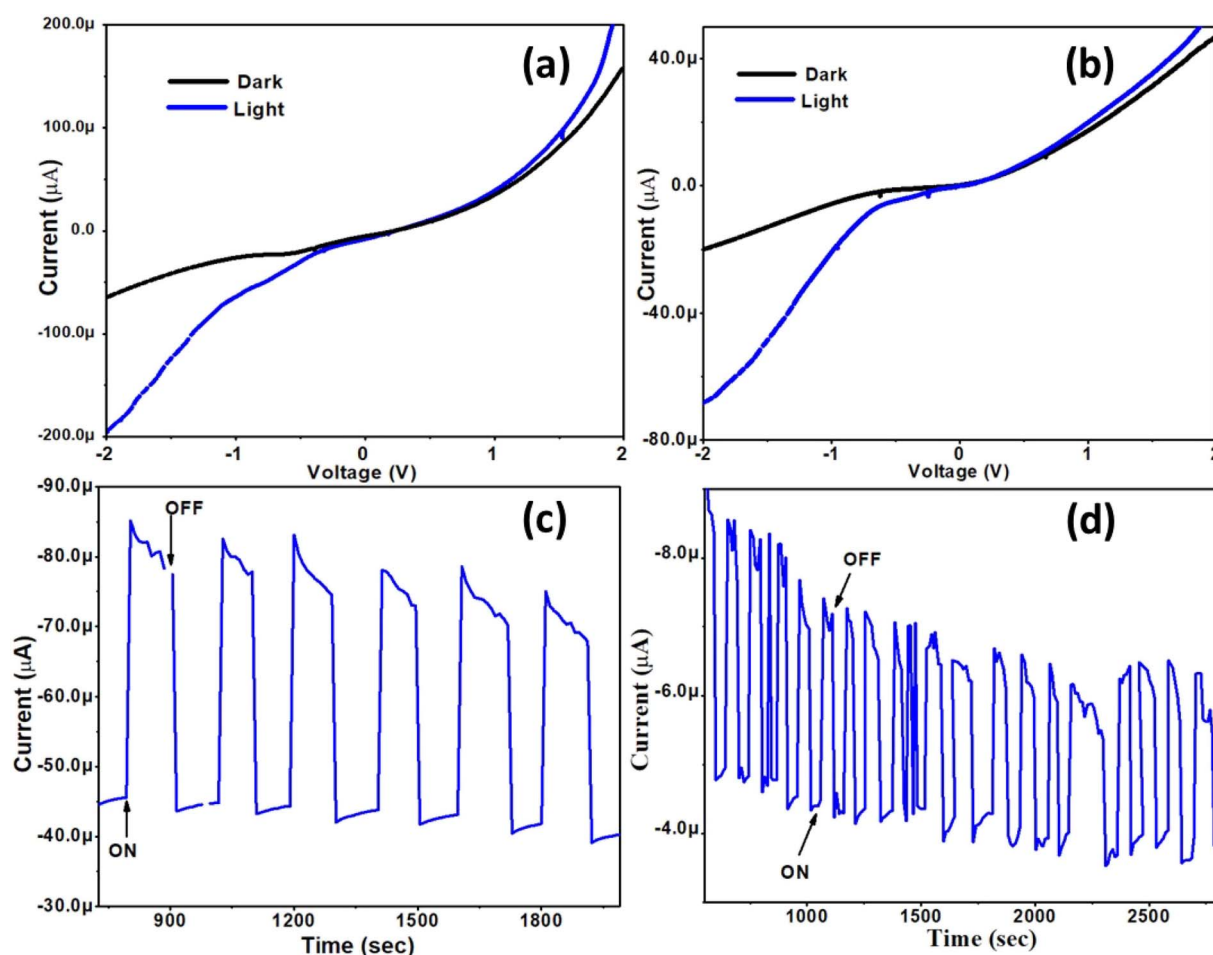 200.0µ
100.0µ
0.0
-100.0µ
-200.0µ
Current (µA)
Dark
Light
(a)
-2
-1
0
1
2
Voltage (V)
40.0µ
0.0
-40.0µ
-80.0µ
Current (µA)
Dark
Light
(b)
-2
-1
0
1
2
Voltage (V)
-90.0µ
-80.0µ
-70.0µ
-60.0µ
-50.0µ
-40.0µ
-30.0µ
Current (µA)
OFF
ON
(c)
900
1200
1500
1800
Time (sec)
-8.0µ
-6.0µ
-4.0µ
Current (µA)
OFF
ON
(d)
1000
1500
2000
2500
Time (sec)